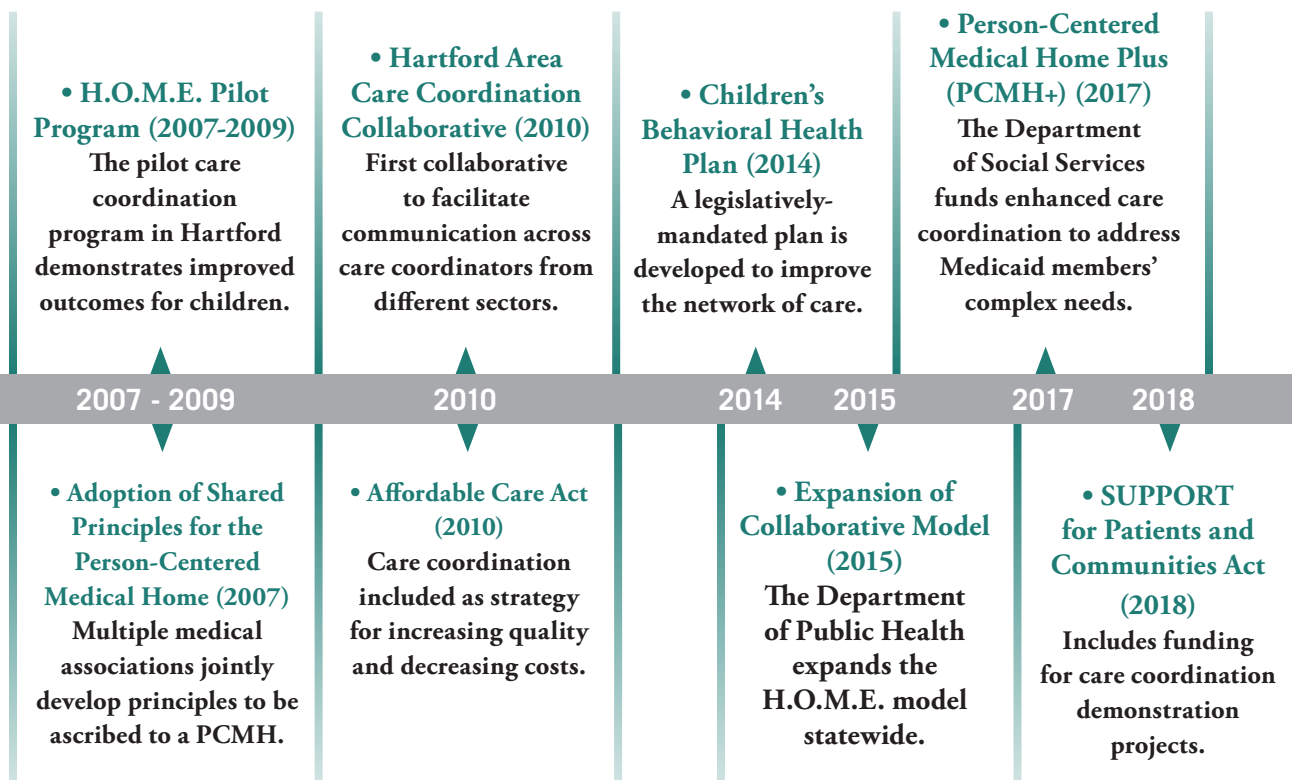 • H.O.M.E. Pilot
Program (2007-2009)
The pilot care
coordination
program in Hartford
demonstrates improved
outcomes for children.
• Hartford Area
Care Coordination
Collaborative (2010)
First collaborative
to facilitate
communication across
care coordinators from
different sectors.
• Children’s
Behavioral Health
Plan (2014)
A legislatively-
mandated plan is
developed to improve
the network of care.
• Person-Centered
Medical Home Plus
(PCMH+) (2017)
The Department
of Social Services
funds enhanced care
coordination to address
Medicaid members’
complex needs.
2007 - 2009
2010
2014
2015
2017
2018
• Adoption of Shared
Principles for the
Person-Centered
Medical Home (2007)
Multiple medical
associations jointly
develop principles to be
ascribed to a PCMH.
• Affordable Care Act
(2010)
Care coordination
included as strategy
for increasing quality
and decreasing costs.
• Expansion of
Collaborative Model
(2015)
The Department
of Public Health
expands the
H.O.M.E. model
statewide.
• SUPPORT
for Patients and
Communities Act
(2018)
Includes funding
for care coordination
demonstration
projects.